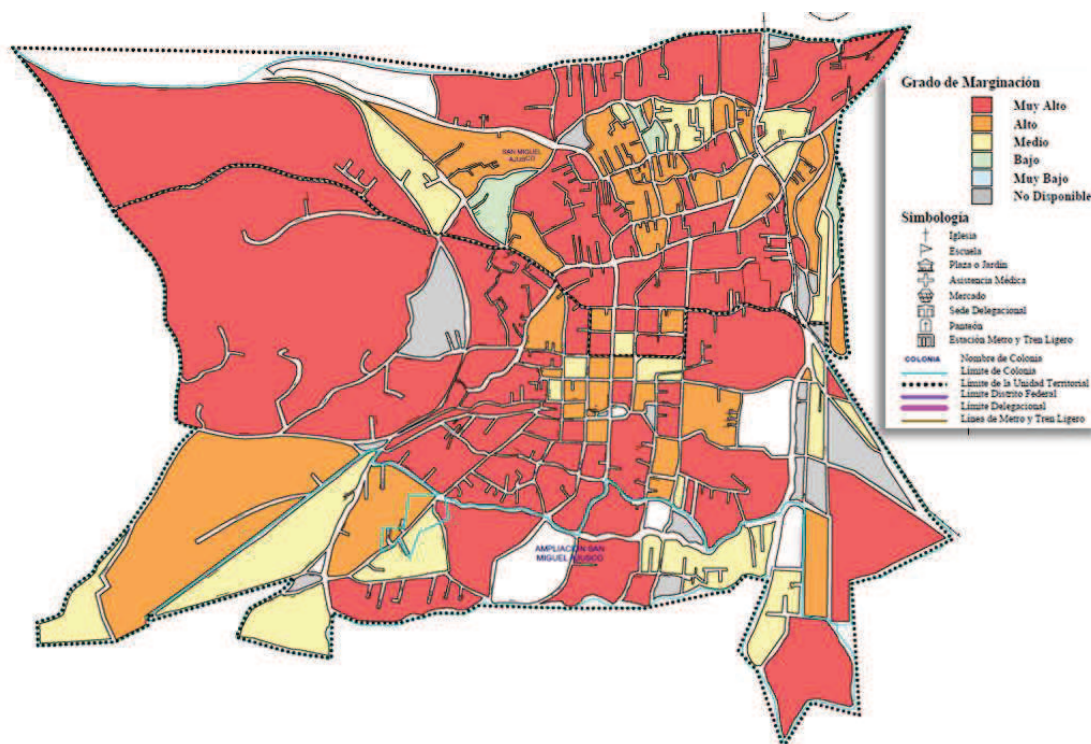 Grado de Marginación
Muy Alto
Alto
Medio
Bajo
Muy Bajo
No Disponible
Simbología
Iglesia
Escuela
Plaza o Jardín
Asistencia Médica
Mercado
Sede Delegacional
Panteón
Estación Metro y Tren Ligero
COLONIA Nombre de Colonia
Límite de Colonia
Límite de la Unidad Territorial
Límite Distrito Federal
Límite Delegacional
Línea de Metro y Tren Ligero
SAN MIGUEL
AJUSCO
AMPLIACIÓN SAN
MIGUEL AJUSCO